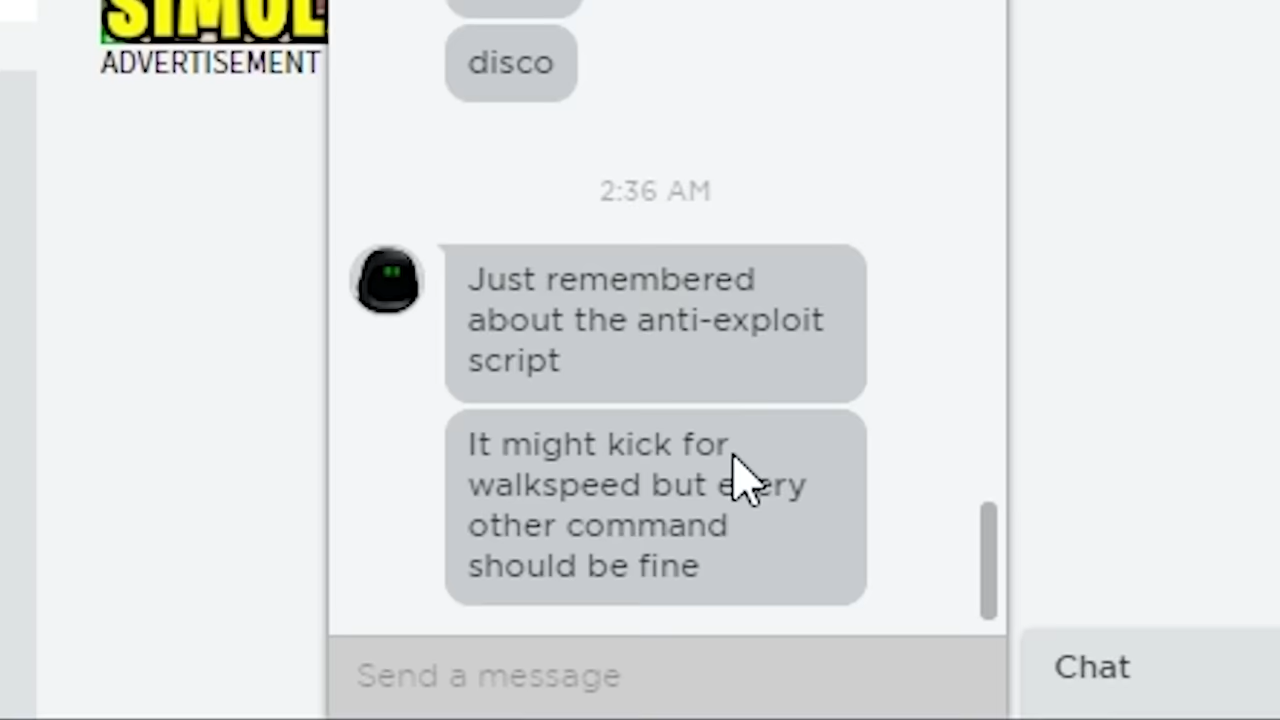 SIMUL
ADVERTISEMENT
disco
2:36 AM
Just remembered
about the anti-exploit
script
It might kick for
walkspeed but every
other command
should be fine
Send a message
Chat